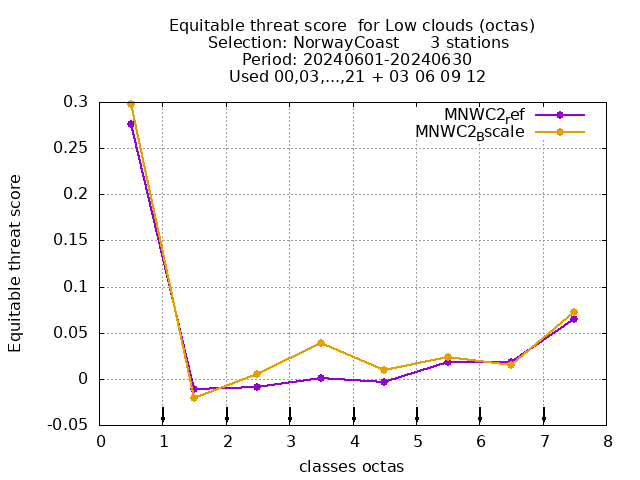 Equitable threat score  for Low clouds (octas)
Selection: NorwayCoast      3 stations
Period: 20240601-20240630
Used 00,03,...,21 + 03 06 09 12
MNWC2ref
MNWC2Bscale
0.3
0.25
0.2
0.15
0.1
0.05
0
-0.05
Equitable threat score
0 1 2 3 4 5 6 7 8
classes octas